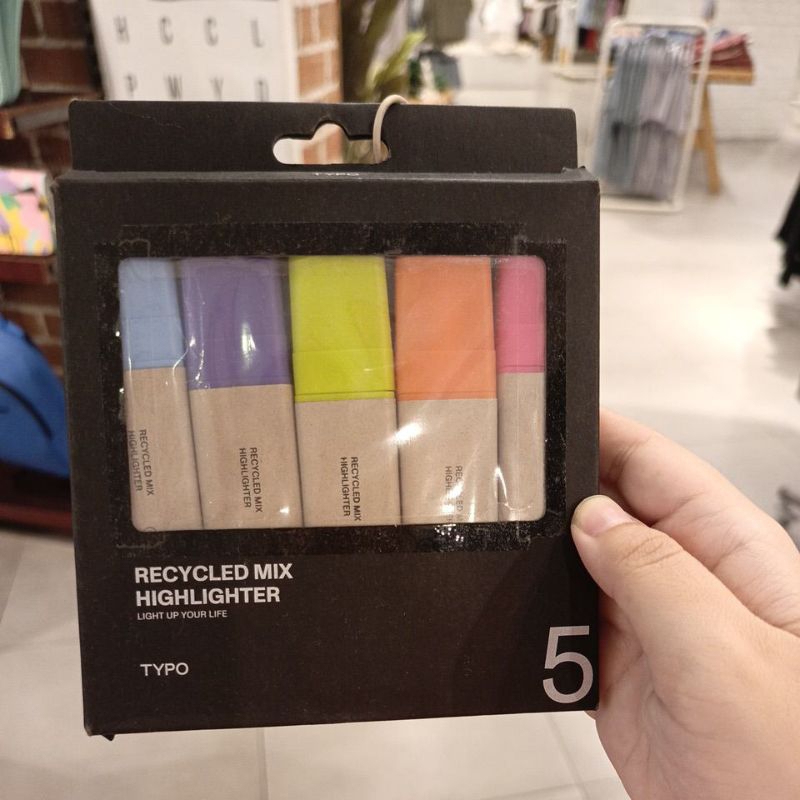 H C C L
P W Y D
TYPO
RECYCLED MIX
HIGHLIGHTER
RECYCLED MIX
HIGHLIGHTER
RECYCLED MIX
HIGHLIGHTER
RECYCLED MIX
HIGHLIGHTER
RECYCLED MIX
HIGHLIGHTER
LIGHT UP YOUR LIFE
TYPO
5